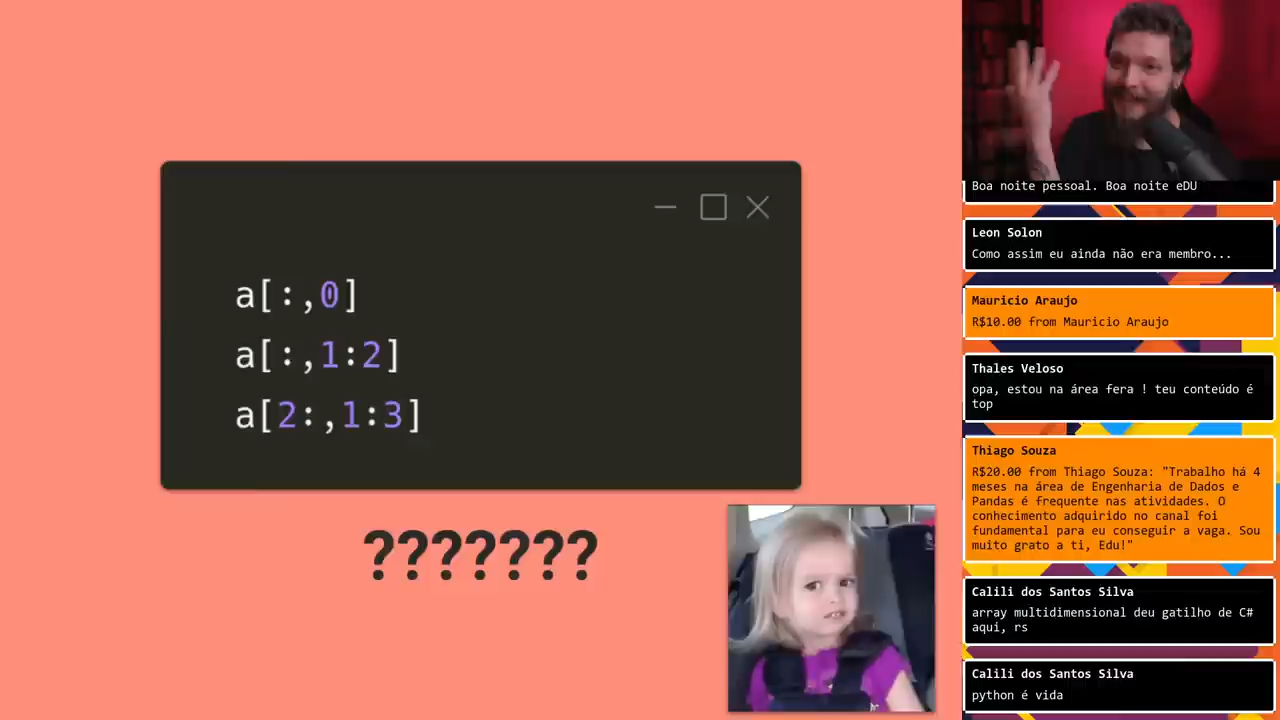 a[:,0]
a[:,1:2]
a[2:,1:3]
???????
Boa noite pessoal. Boa noite eDU
Leon Solon
Como assim eu ainda não era membro...
Mauricio Araujo
R$10.00 from Mauricio Araujo
Thales Veloso
opa, estou na área fera ! teu conteúdo é
top
Thiago Souza
R$20.00 from Thiago Souza: "Trabalho há 4
meses na área de Engenharia de Dados e
Pandas é frequente nas atividades. O
conhecimento adquirido no canal foi
fundamental para eu conseguir a vaga. Sou
muito grato a ti, Edu!"
Calili dos Santos Silva
array multidimensional deu gatilho de C#
aqui, rs
Calili dos Santos Silva
python é vida